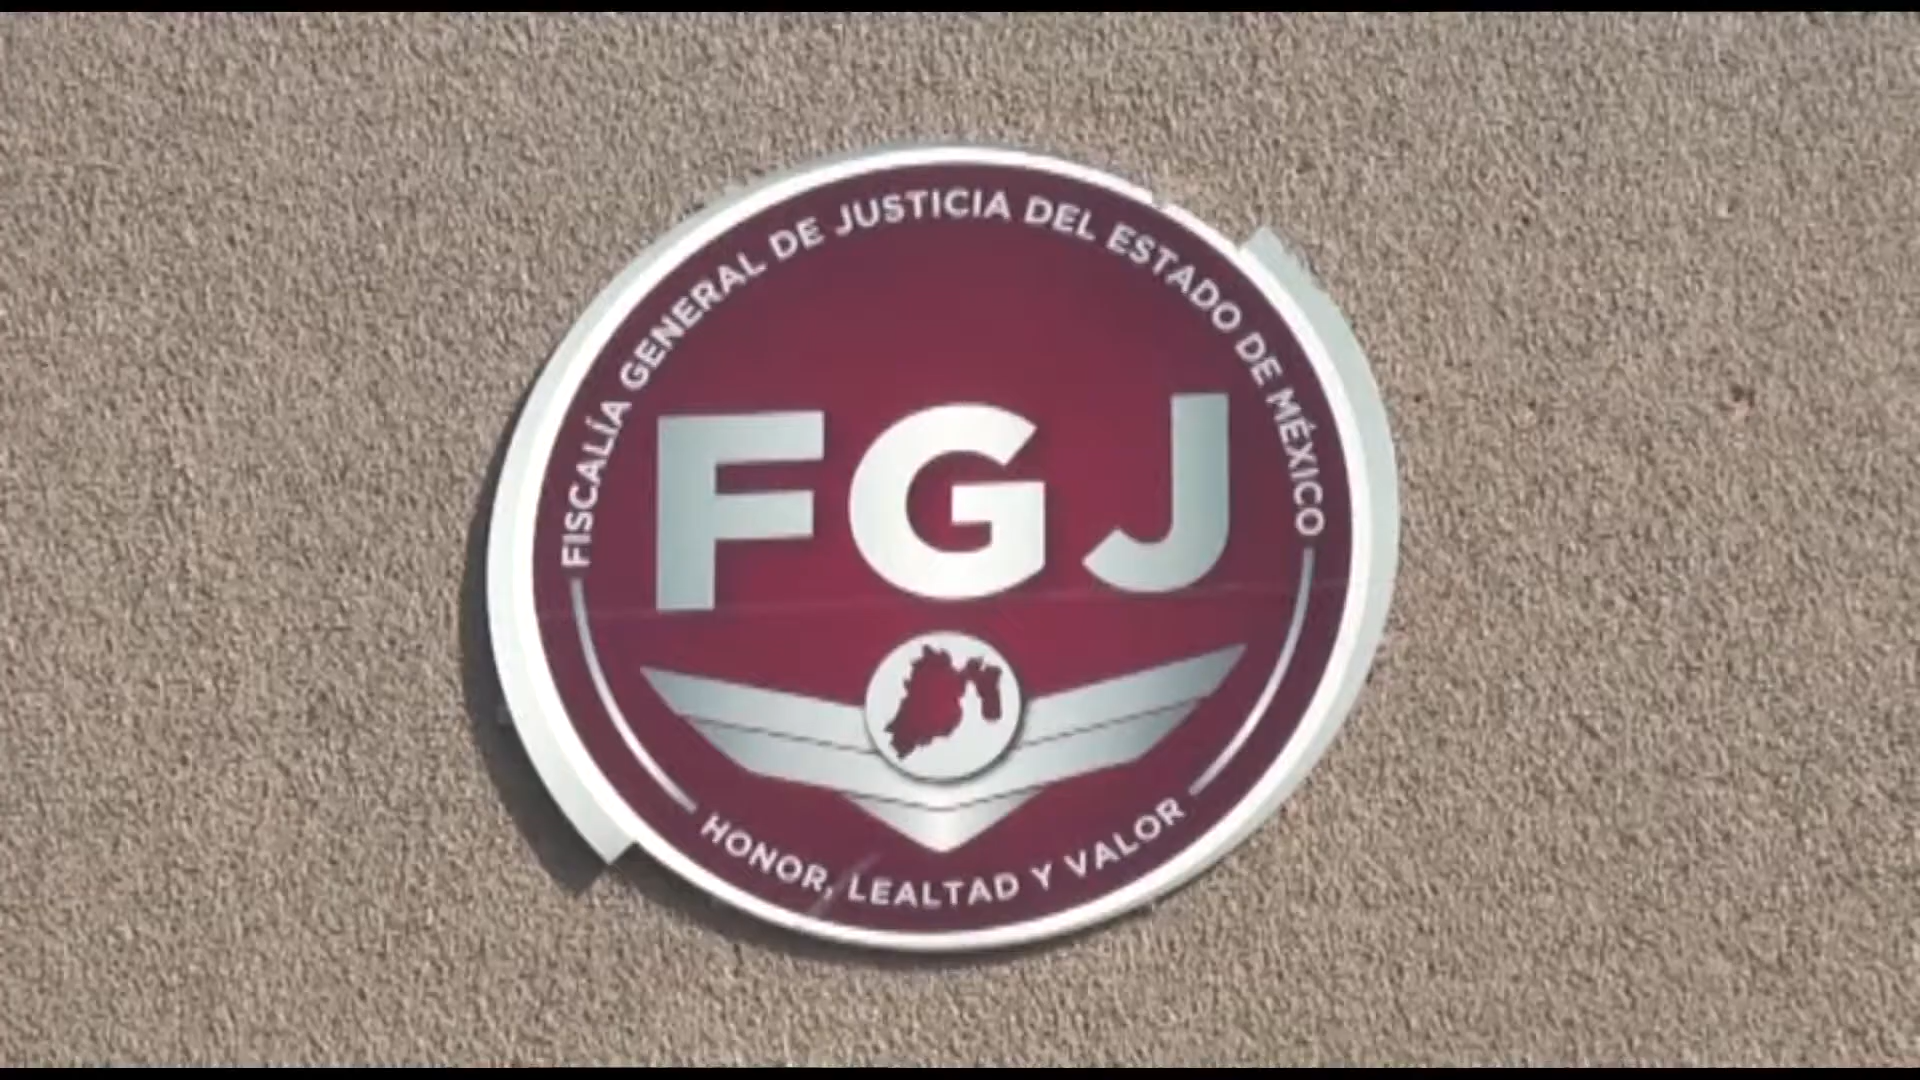 FISCALÍA GENERAL DE JUSTICIA DEL ESTADO DE MÉXICO
FGJ
HONOR, LEALTAD Y VALOR